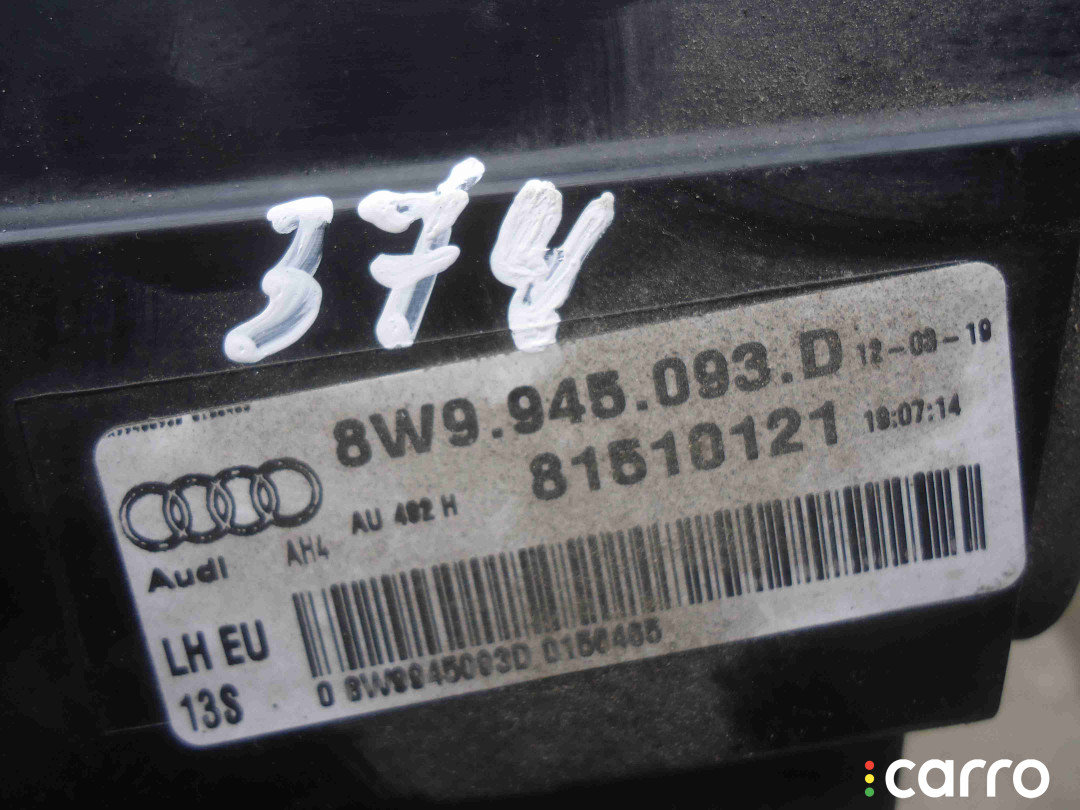 374
8W9.945.093.D 12-03-19
81510121 19:07:14
Audi AH4 AU 492 H
LH EU
13S
0 8W9945093D 0156465
carro